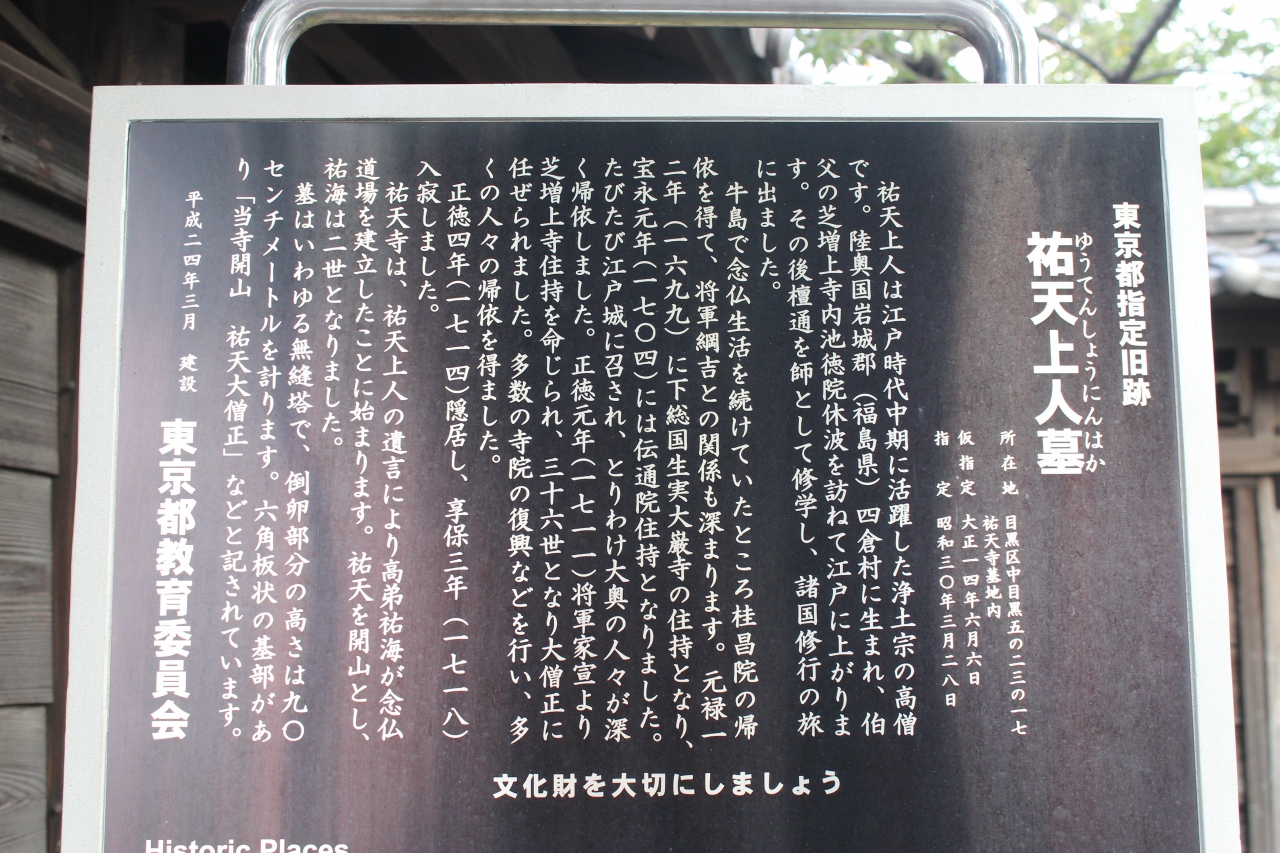 東京都指定旧跡
ゆうてんしょうにんはか
祐天上人墓
所在地 目黒区中目黒五の二三の一七
祐天寺墓地内
仮指定 大正一四年六月六日
指定 昭和三〇年三月二八日
祐天上人は江戸時代中期に活躍した浄土宗の高僧
です。陸奥国岩城郡(福島県)四倉村に生まれ、伯
父の芝増上寺内池徳院休波を訪ねて江戸に上がりま
す。その後檀通を師として修学し、諸国修行の旅
に出ました。
牛島で念仏生活を続けていたところ桂昌院の帰
依を得て、将軍綱吉との関係も深まります。元禄一
二年(一六九九)に下総国生実大巌寺の住持となり、
宝永元年(一七〇四)には伝通院住持となりました。
たびたび江戸城に召され、とりわけ大奥の人々が深
く帰依しました。正徳元年(一七一一)将軍家宣より
芝増上寺住持を命じられ、三十六世となり大僧正に
任ぜられました。多数の寺院の復興などを行い、多
くの人々の帰依を得ました。
正徳四年(一七一四)隠居し、享保三年(一七一八)
入寂しました。
祐天寺は、祐天上人の遺言により高弟祐海が念仏
道場を建立したことに始まります。祐天を開山とし、
祐海は二世となりました。
墓はいわゆる無縫塔で、倒卵部分の高さは九〇
センチメートルを計ります。六角板状の基部があ
り「当寺開山 祐天大僧正」などと記されています。
平成二四年三月 建設
東京都教育委員会
文化財を大切にしましょう
Historic Places